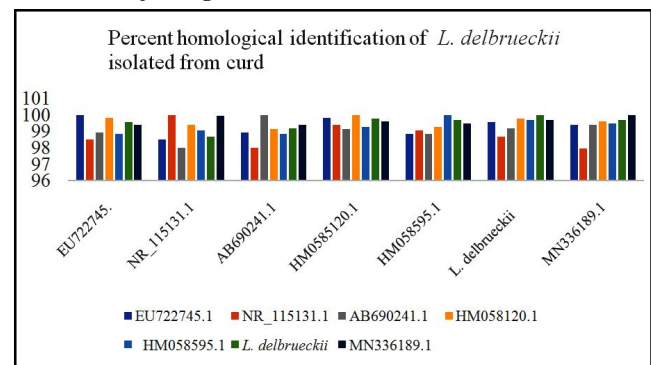 Percent homological identification of L. delbrueckii
isolated from curd
101
100
99
98
97
96
EU722745.
NR_115131.1
AB690241.1
HM0585120.1
HM058595.1
L. delbrueckii
MN336189.1
EU722745.1 NR_115131.1 AB690241.1 HM058120.1
HM058595.1 L. delbrueckii MN336189.1